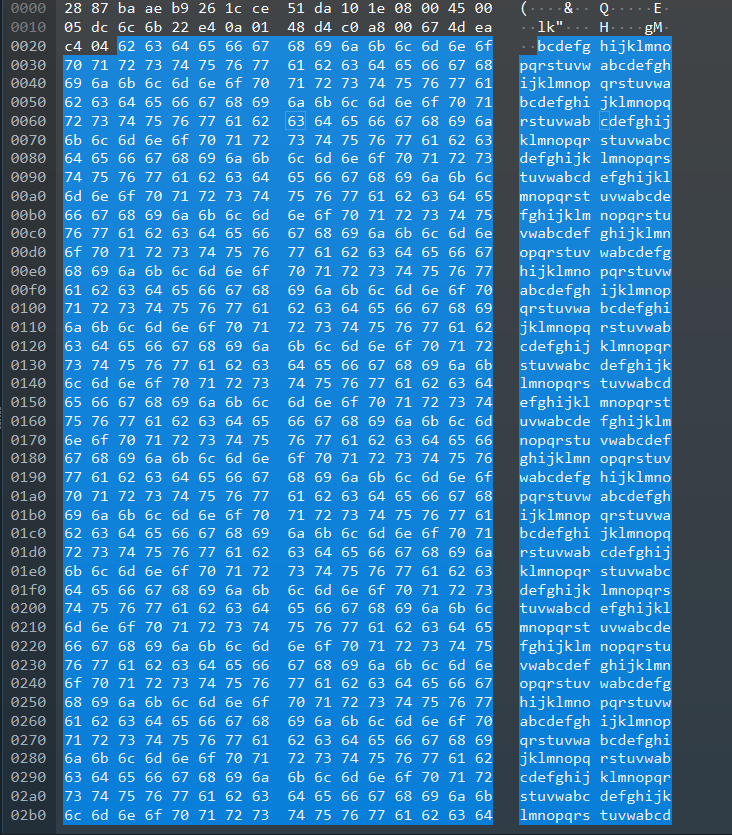 0000 28 87 ba ae b9 26 1c ce 51 da 10 1e 08 00 45 00 (····&·· Q·····E·
0010 05 dc 6c 6b 22 e4 0a 01 48 d4 c0 a8 00 67 4d ea ··lk"··· H····gM·
0020 c4 04 62 63 64 65 66 67 68 69 6a 6b 6c 6d 6e 6f ··bcdefg hijklmno
0030 70 71 72 73 74 75 76 77 61 62 63 64 65 66 67 68 pqrstuvw abcdefgh
0040 69 6a 6b 6c 6d 6e 6f 70 71 72 73 74 75 76 77 61 ijklmnop qrstuvwa
0050 62 63 64 65 66 67 68 69 6a 6b 6c 6d 6e 6f 70 71 bcdefghi jklmnopq
0060 72 73 74 75 76 77 61 62 63 64 65 66 67 68 69 6a rstuvwab cdefghij
0070 6b 6c 6d 6e 6f 70 71 72 73 74 75 76 77 61 62 63 klmnopqr stuvwabc
0080 64 65 66 67 68 69 6a 6b 6c 6d 6e 6f 70 71 72 73 defghijk lmnopqrs
0090 74 75 76 77 61 62 63 64 65 66 67 68 69 6a 6b 6c tuvwabcd efghijkl
00a0 6d 6e 6f 70 71 72 73 74 75 76 77 61 62 63 64 65 mnopqrst uvwabcde
00b0 66 67 68 69 6a 6b 6c 6d 6e 6f 70 71 72 73 74 75 fghijklm nopqrstu
00c0 76 77 61 62 63 64 65 66 67 68 69 6a 6b 6c 6d 6e vwabcdef ghijklmn
00d0 6f 70 71 72 73 74 75 76 77 61 62 63 64 65 66 67 opqrstuv wabcdefg
00e0 68 69 6a 6b 6c 6d 6e 6f 70 71 72 73 74 75 76 77 hijklmno pqrstuvw
00f0 61 62 63 64 65 66 67 68 69 6a 6b 6c 6d 6e 6f 70 abcdefgh ijklmnop
0100 71 72 73 74 75 76 77 61 62 63 64 65 66 67 68 69 qrstuvwa bcdefghi
0110 6a 6b 6c 6d 6e 6f 70 71 72 73 74 75 76 77 61 62 jklmnopq rstuvwab
0120 63 64 65 66 67 68 69 6a 6b 6c 6d 6e 6f 70 71 72 cdefghij klmnopqr
0130 73 74 75 76 77 61 62 63 64 65 66 67 68 69 6a 6b stuvwabc defghijk
0140 6c 6d 6e 6f 70 71 72 73 74 75 76 77 61 62 63 64 lmnopqrs tuvwabcd
0150 65 66 67 68 69 6a 6b 6c 6d 6e 6f 70 71 72 73 74 efghijkl mnopqrst
0160 75 76 77 61 62 63 64 65 66 67 68 69 6a 6b 6c 6d uvwabcde fghijklm
0170 6e 6f 70 71 72 73 74 75 76 77 61 62 63 64 65 66 nopqrstu vwabcdef
0180 67 68 69 6a 6b 6c 6d 6e 6f 70 71 72 73 74 75 76 ghijklmn opqrstuv
0190 77 61 62 63 64 65 66 67 68 69 6a 6b 6c 6d 6e 6f wabcdefg hijklmno
01a0 70 71 72 73 74 75 76 77 61 62 63 64 65 66 67 68 pqrstuvw abcdefgh
01b0 69 6a 6b 6c 6d 6e 6f 70 71 72 73 74 75 76 77 61 ijklmnop qrstuvwa
01c0 62 63 64 65 66 67 68 69 6a 6b 6c 6d 6e 6f 70 71 bcdefghi jklmnopq
01d0 72 73 74 75 76 77 61 62 63 64 65 66 67 68 69 6a rstuvwab cdefghij
01e0 6b 6c 6d 6e 6f 70 71 72 73 74 75 76 77 61 62 63 klmnopqr stuvwabc
01f0 64 65 66 67 68 69 6a 6b 6c 6d 6e 6f 70 71 72 73 defghijk lmnopqrs
0200 74 75 76 77 61 62 63 64 65 66 67 68 69 6a 6b 6c tuvwabcd efghijkl
0210 6d 6e 6f 70 71 72 73 74 75 76 77 61 62 63 64 65 mnopqrst uvwabcde
0220 66 67 68 69 6a 6b 6c 6d 6e 6f 70 71 72 73 74 75 fghijklm nopqrstu
0230 76 77 61 62 63 64 65 66 67 68 69 6a 6b 6c 6d 6e vwabcdef ghijklmn
0240 6f 70 71 72 73 74 75 76 77 61 62 63 64 65 66 67 opqrstuv wabcdefg
0250 68 69 6a 6b 6c 6d 6e 6f 70 71 72 73 74 75 76 77 hijklmno pqrstuvw
0260 61 62 63 64 65 66 67 68 69 6a 6b 6c 6d 6e 6f 70 abcdefgh ijklmnop
0270 71 72 73 74 75 76 77 61 62 63 64 65 66 67 68 69 qrstuvwa bcdefghi
0280 6a 6b 6c 6d 6e 6f 70 71 72 73 74 75 76 77 61 62 jklmnopq rstuvwab
0290 63 64 65 66 67 68 69 6a 6b 6c 6d 6e 6f 70 71 72 cdefghij klmnopqr
02a0 73 74 75 76 77 61 62 63 64 65 66 67 68 69 6a 6b stuvwabc defghijk
02b0 6c 6d 6e 6f 70 71 72 73 74 75 76 77 61 62 63 64 lmnopqrs tuvwabcd